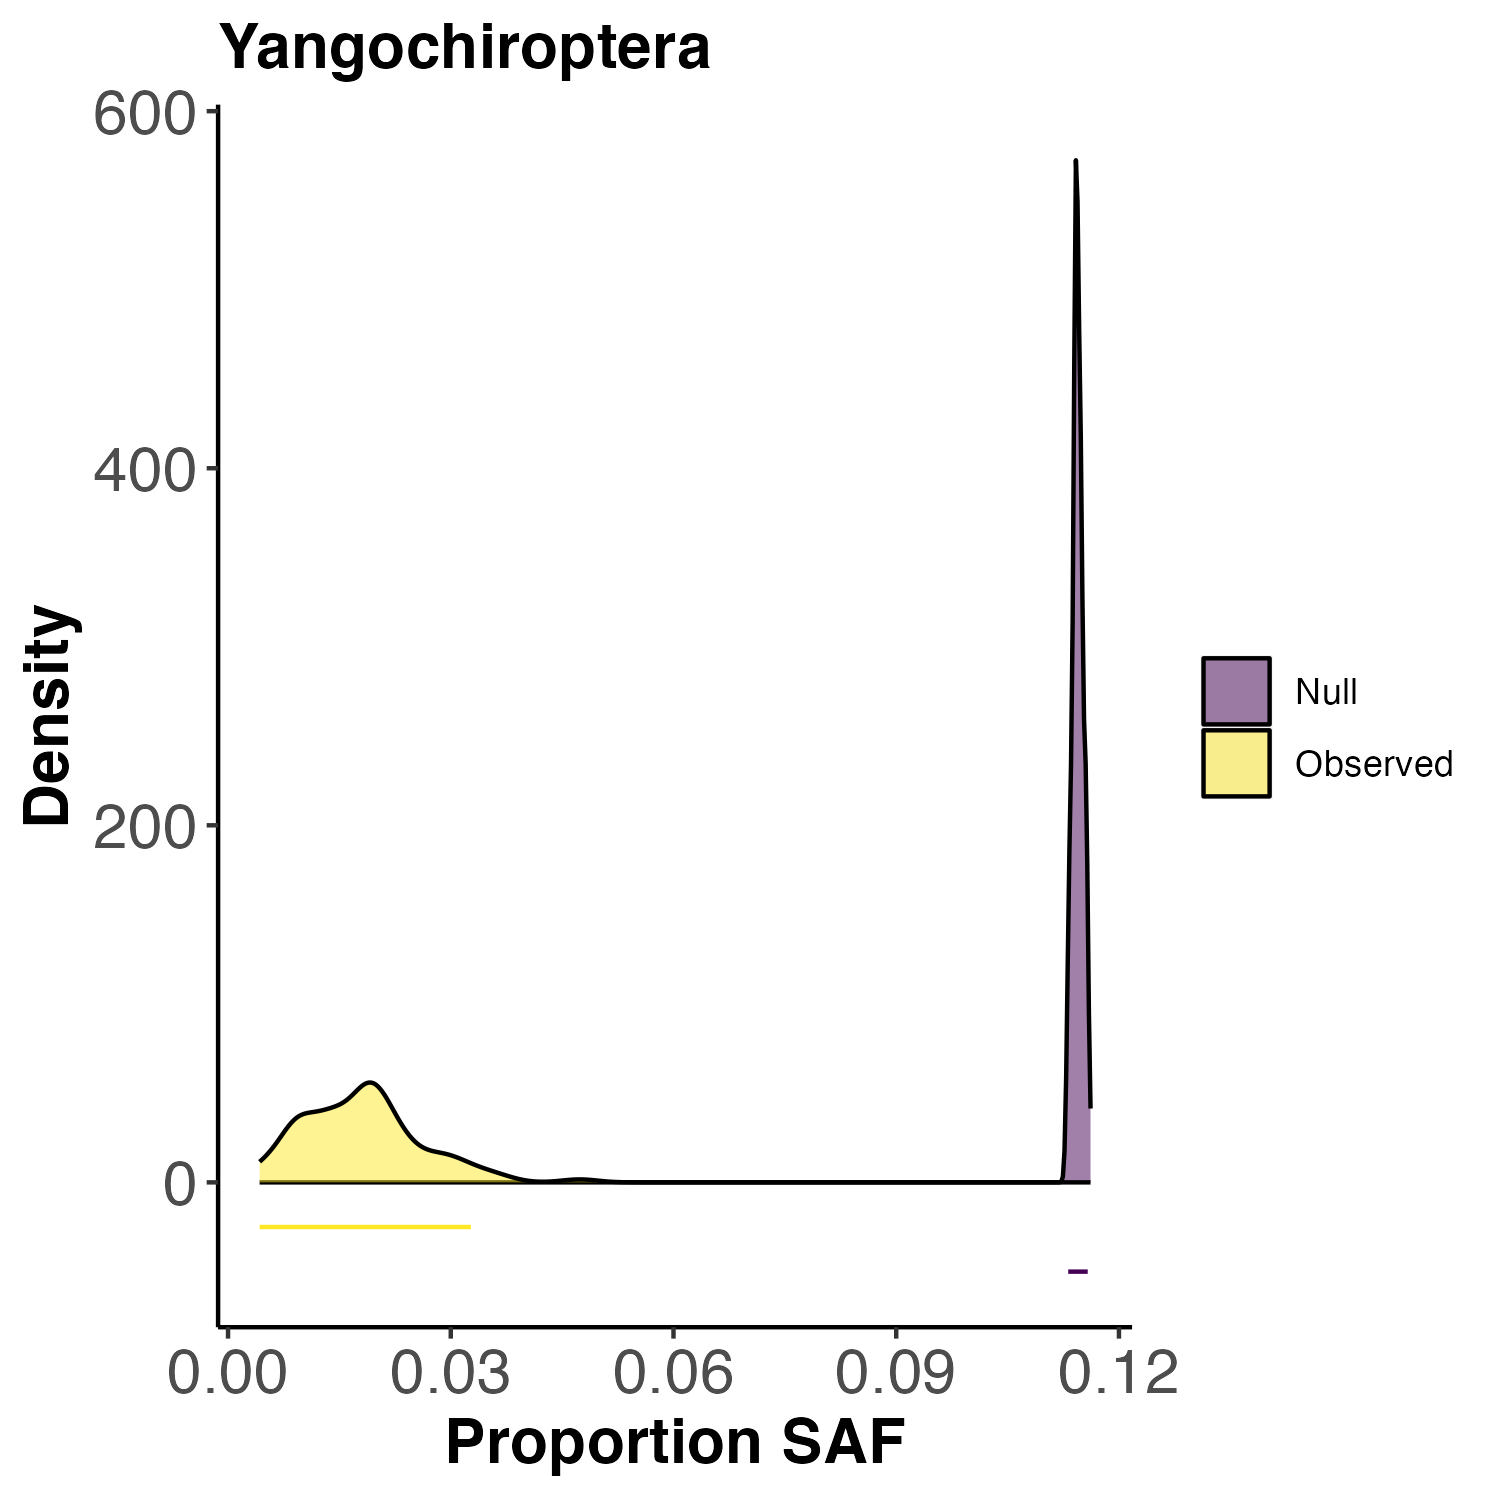 Yangochiroptera
600
400
200
0
Density
0.00 0.03 0.06 0.09 0.12
Proportion SAF
Null
Observed